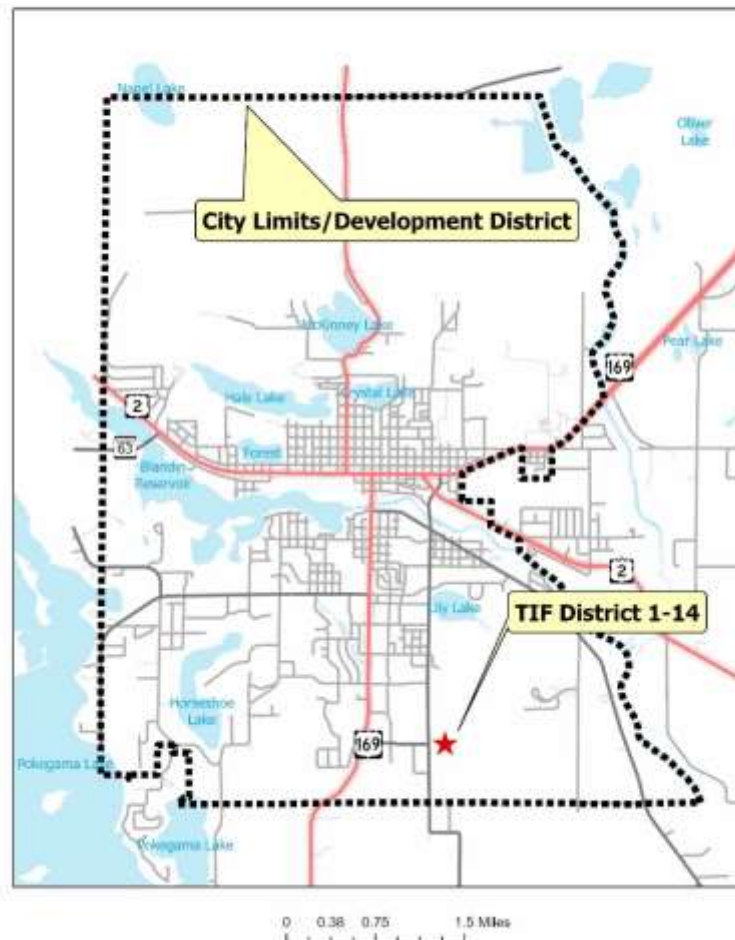 Nagel Lake
Oliver
Lake
City Limits/Development District
McKinney Lake
Pear Lake
169
2
Hale Lake
Crystal Lake
63
Forest
Blandin
Reservoir
2
Lily Lake
TIF District 1-14
Horseshoe
Lake
169
Pokegama Lake
Pokegama Lake
0 0.38 0.75 1.5 Miles